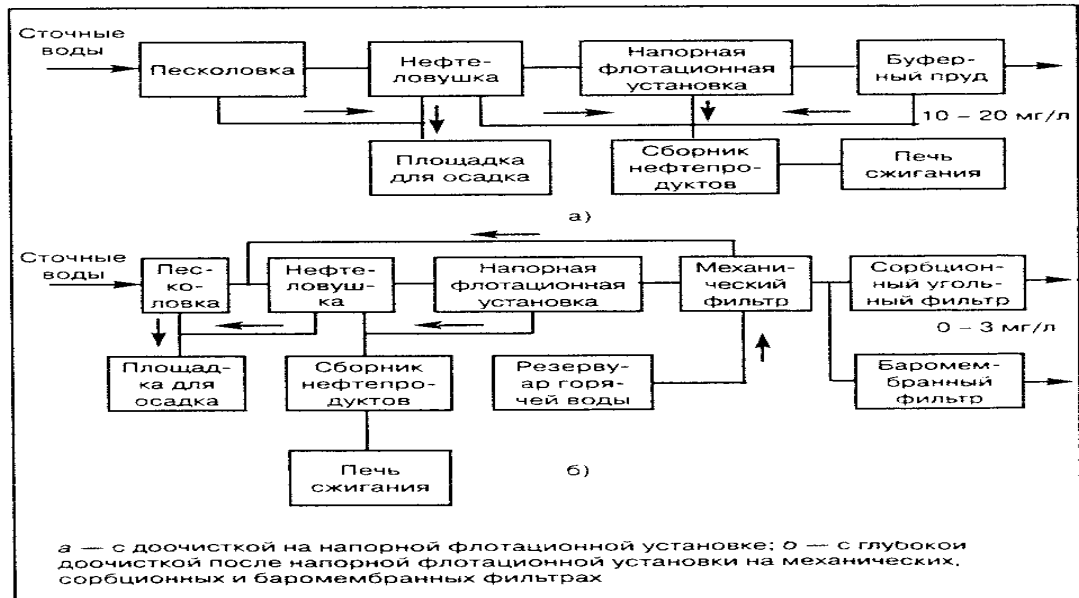 Сточные
воды
Песколовка
Нефте-
ловушка
Напорная
флотационная
установка
Буфер-
ный пруд
10 – 20 мг/л
Площадка
для осадка
Сборник
нефтепро-
дуктов
Печь
сжигания
а)
Сточные
воды
Пес-
ко-
ловка
Нефте-
ловуш-
ка
Напорная
флотационная
установка
Механи-
ческий
фильтр
Сорбцион-
ный уголь-
ный фильтр
0 – 3 мг/л
Площад-
ка для
осадка
Сборник
нефтепро-
дуктов
Резерву-
ар горя-
чей воды
Баромем-
бранный
фильтр
Печь
сжигания
б)
а — с доочисткой на напорной флотационной установке; б — с глубокой
доочисткой после напорной флотационной установки на механических,
сорбционных и баромембранных фильтрах